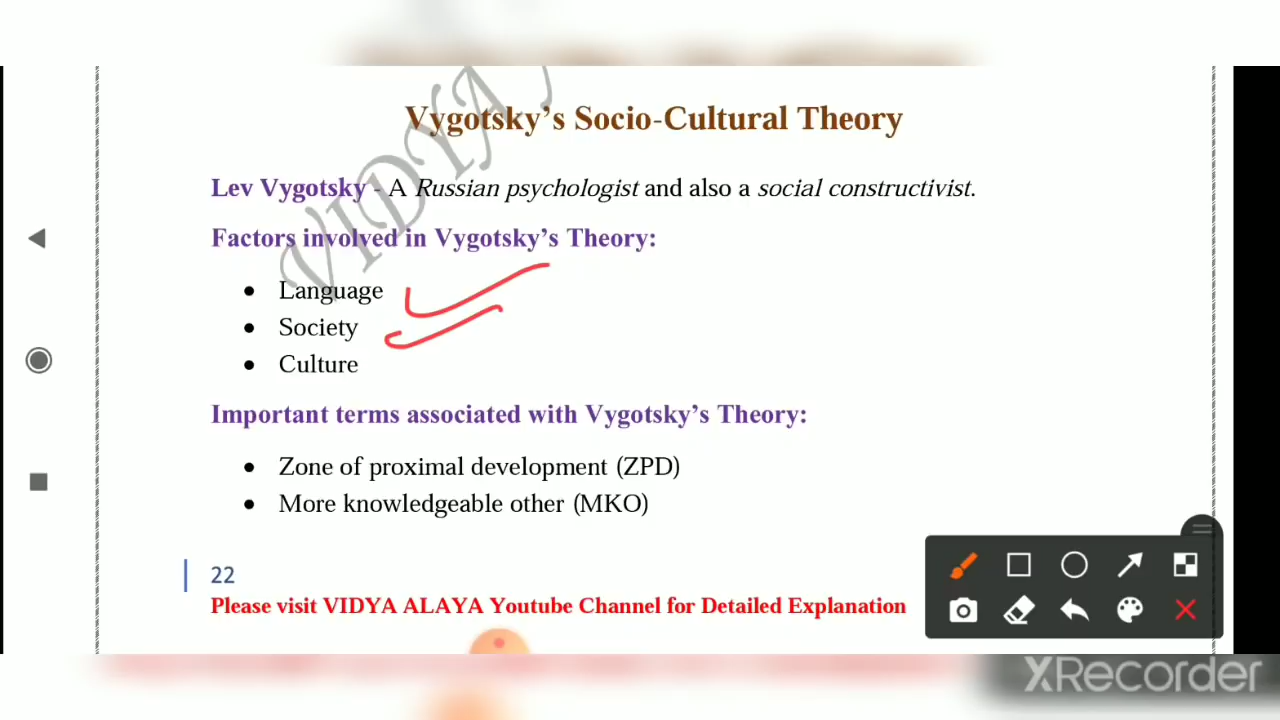 Vygotsky's Socio-Cultural Theory
Lev Vygotsky - A Russian psychologist and also a social constructivist.
Factors involved in Vygotsky's Theory:
• Language
• Society
• Culture
Important terms associated with Vygotsky's Theory:
• Zone of proximal development (ZPD)
• More knowledgeable other (MKO)
22
Please visit VIDYA ALAYA Youtube Channel for Detailed Explanation
VIDYA
XRecorder